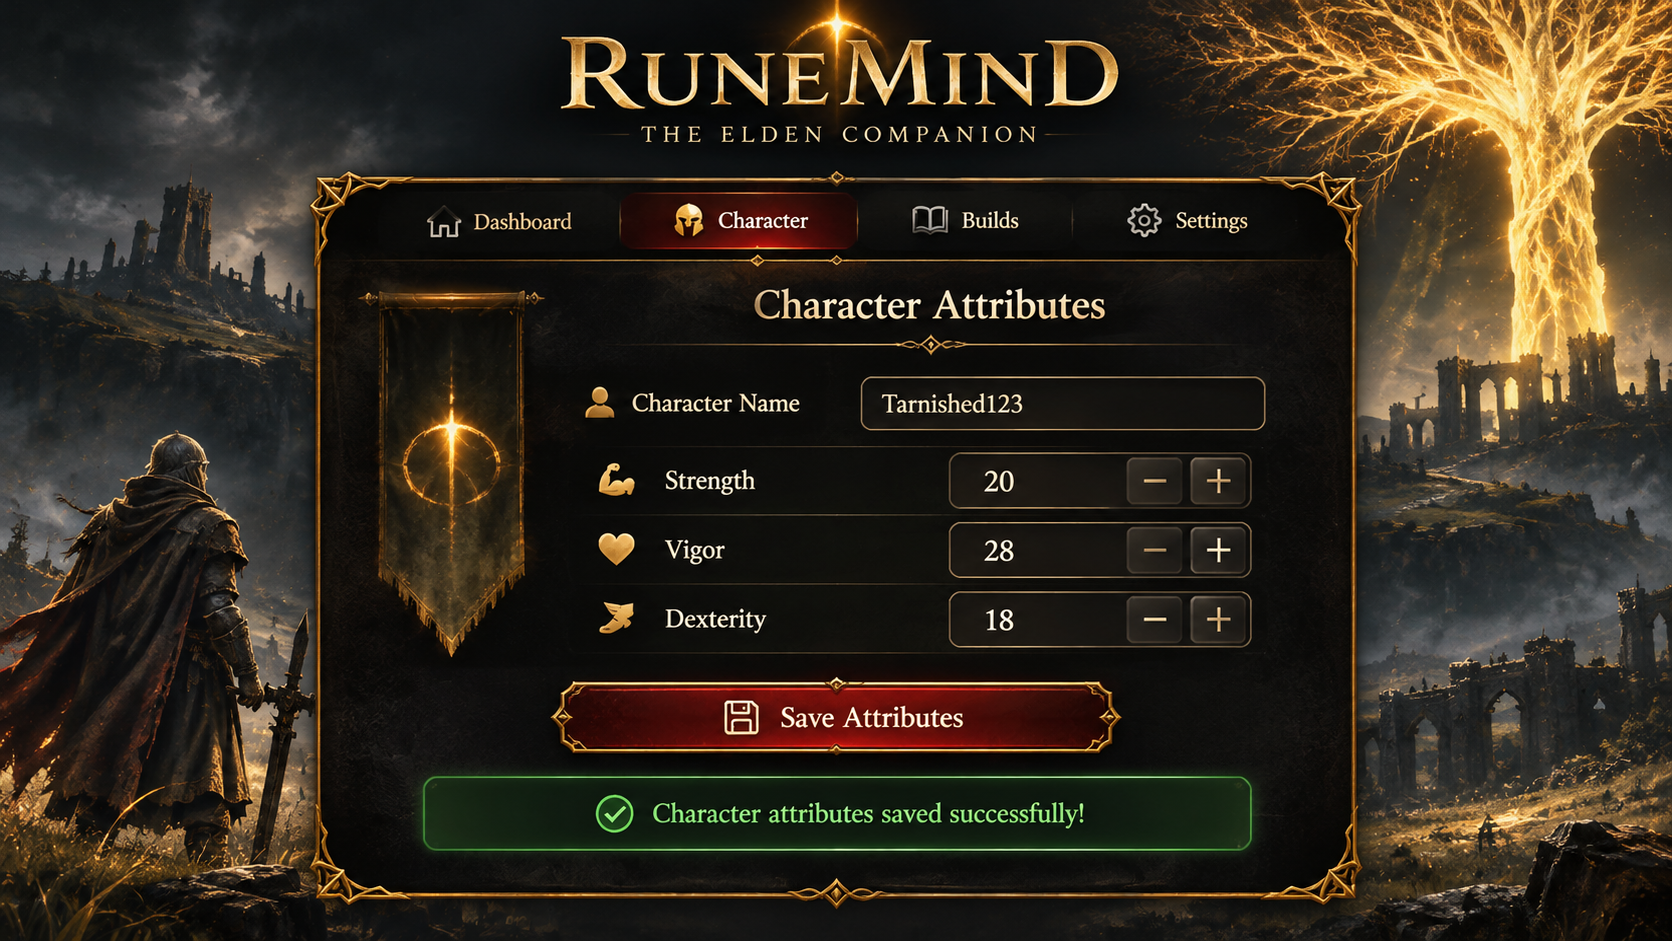 RUNEMIND
THE ELDEN COMPANION
Dashboard Character Builds Settings
Character Attributes
Character Name Tarnished123
Strength 20 − +
Vigor 28 − +
Dexterity 18 − +
Save Attributes
Character attributes saved successfully!